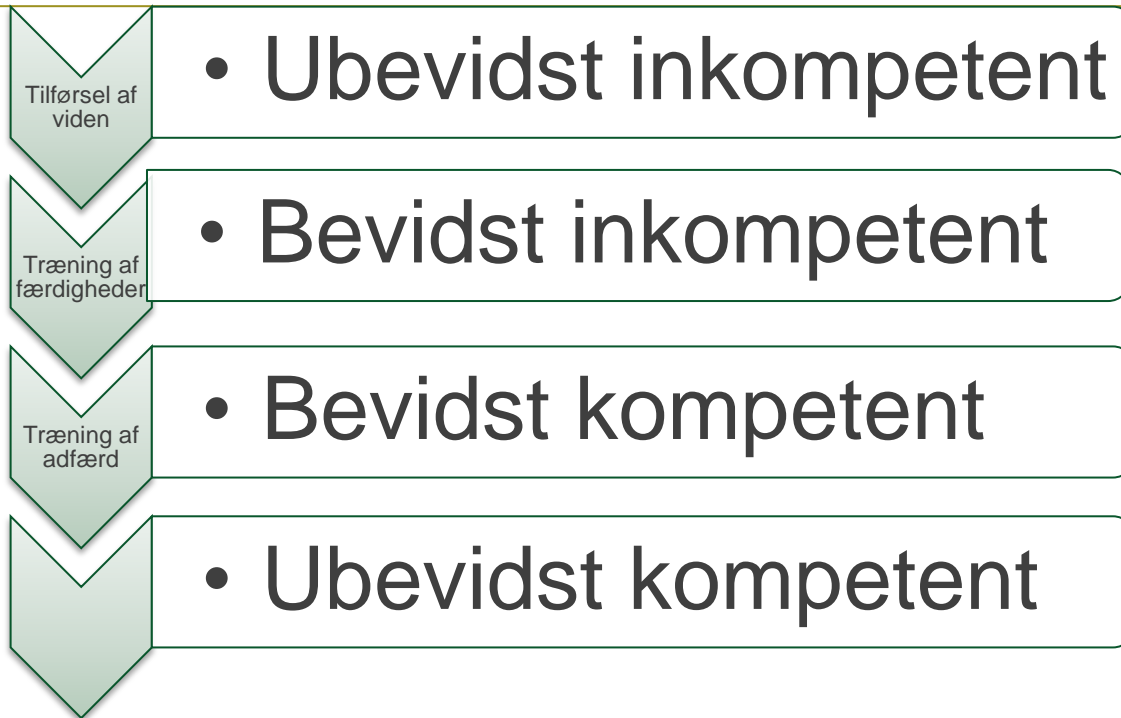 Tilførsel af
viden
• Ubevidst inkompetent
Træning af
færdigheder
• Bevidst inkompetent
Træning af
adfærd
• Bevidst kompetent
• Ubevidst kompetent